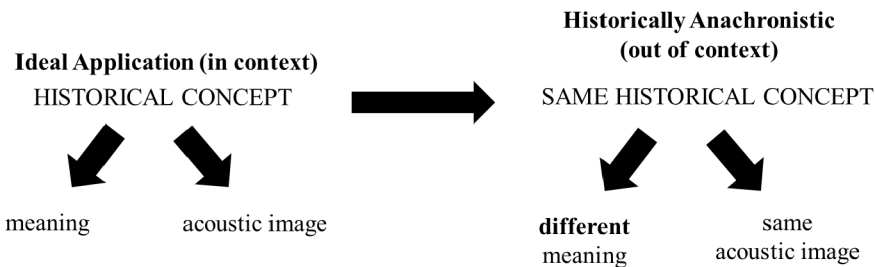 Ideal Application (in context)
HISTORICAL CONCEPT
meaning
acoustic image
Historically Anachronistic
(out of context)
SAME HISTORICAL CONCEPT
different
meaning
same
acoustic image